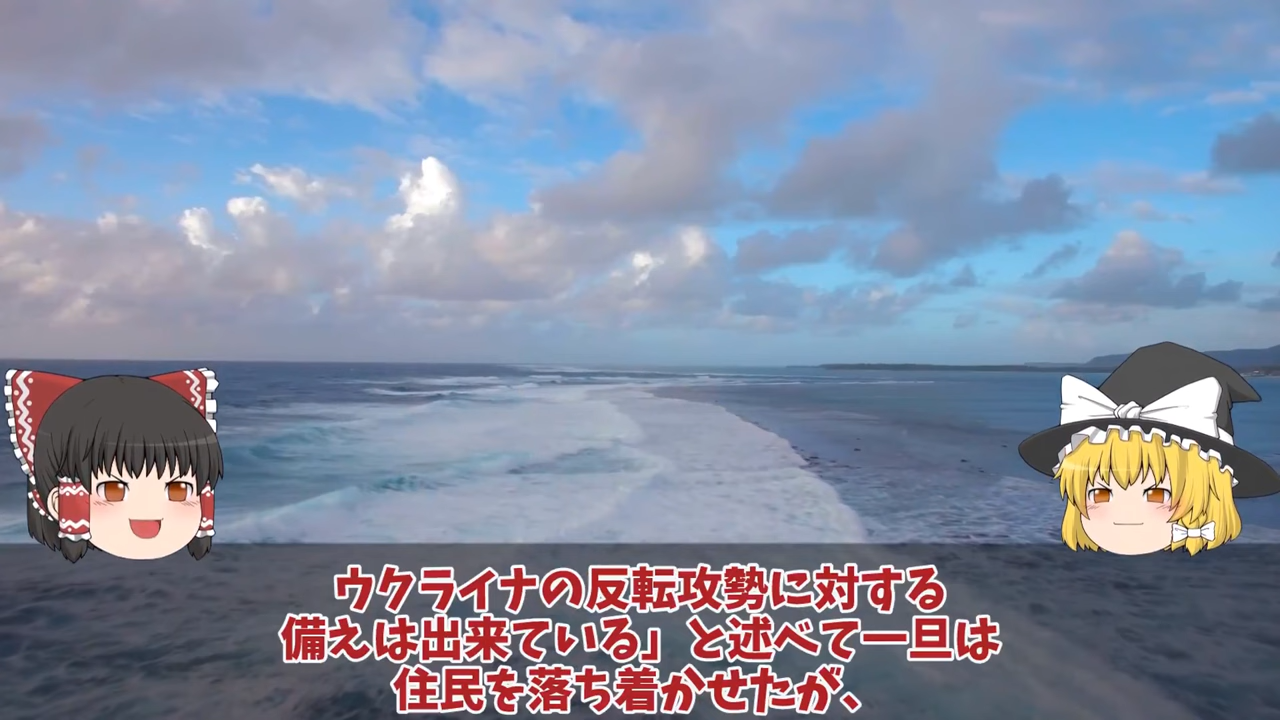 ウクライナの反転攻勢に対する
備えは出来ている」と述べて一旦は
住民を落ち着かせたが、